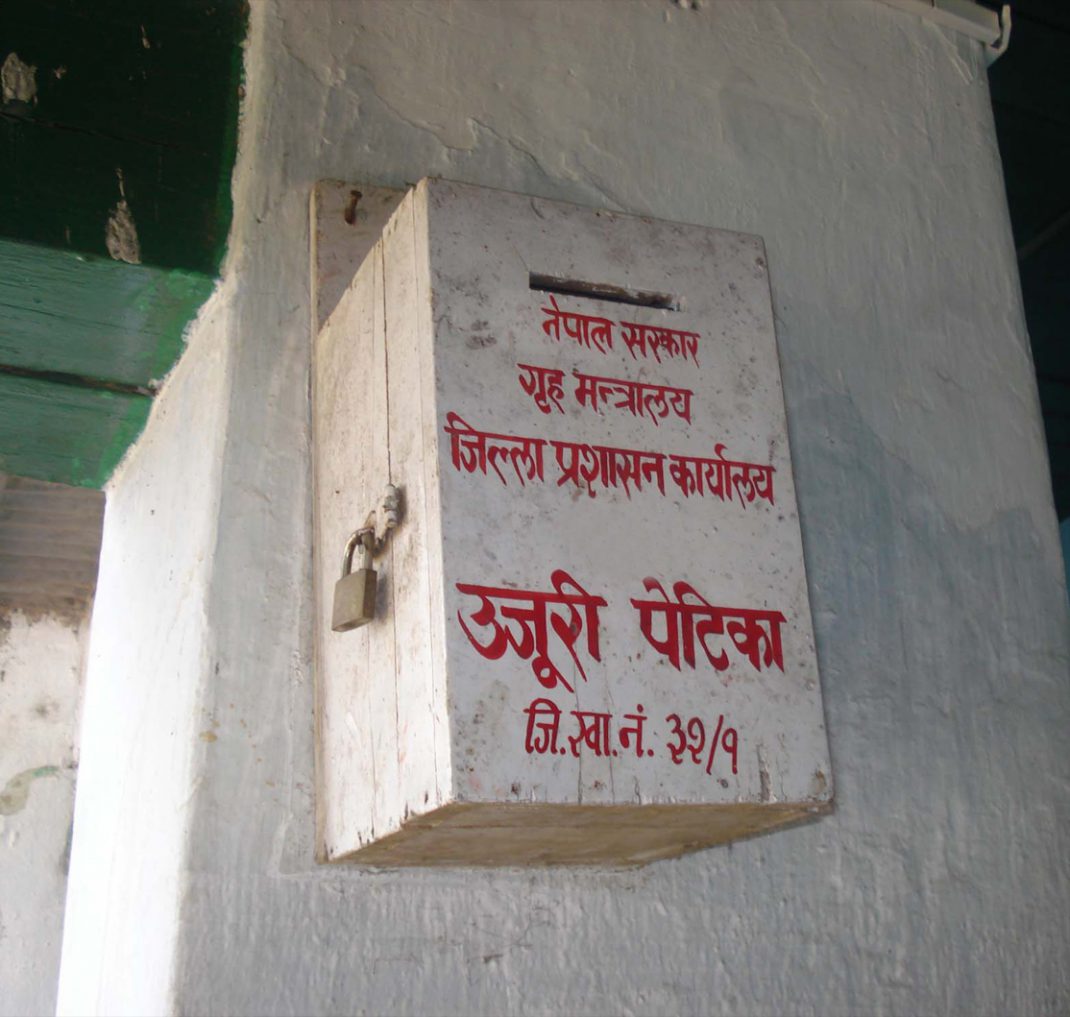 नेपाल सरकार
गृह मन्त्रालय
जिल्ला प्रशासन कार्यालय
उजूरी पेटिका
जि.खा.नं. ३२/१